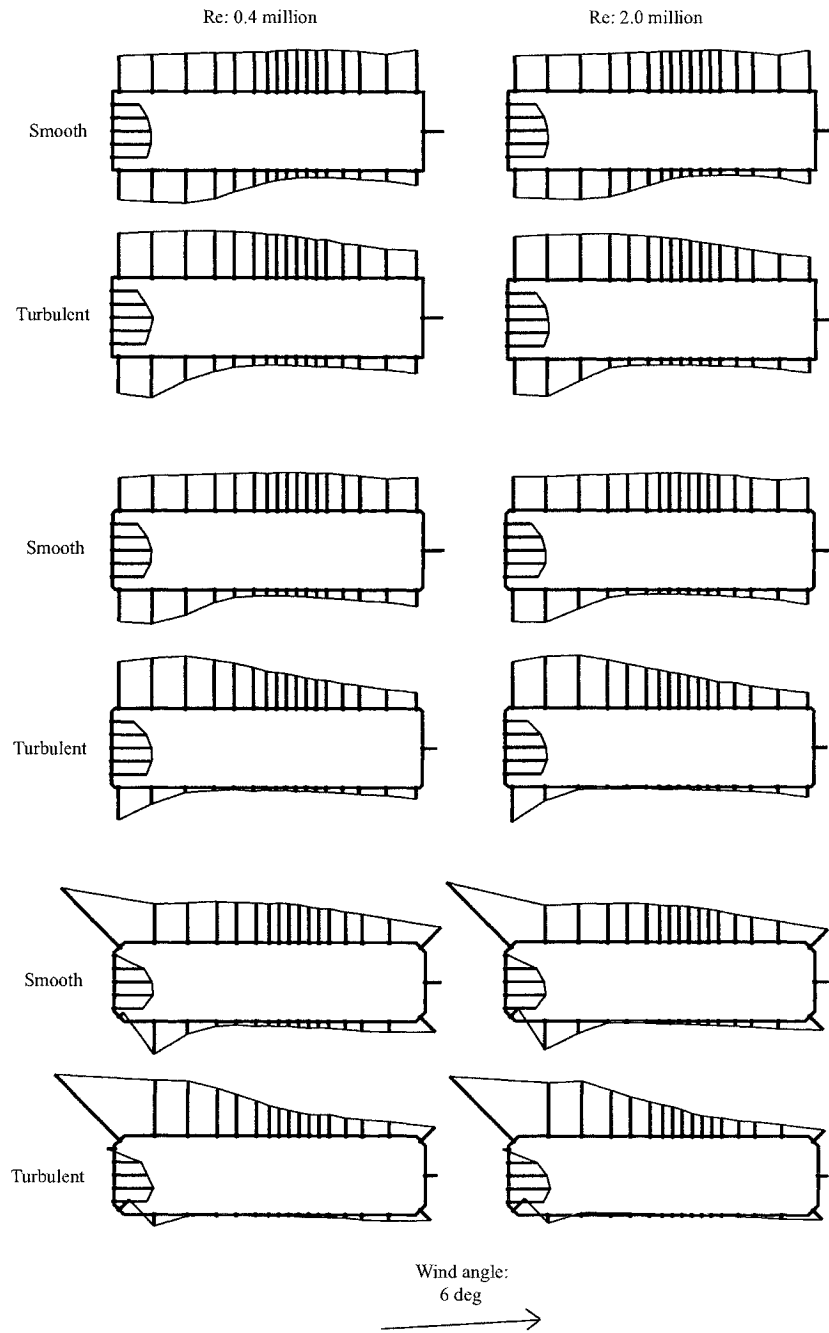 Re: 0.4 million
Re: 2.0 million
Smooth
Turbulent
Smooth
Turbulent
Smooth
Turbulent
Wind angle:
6 deg